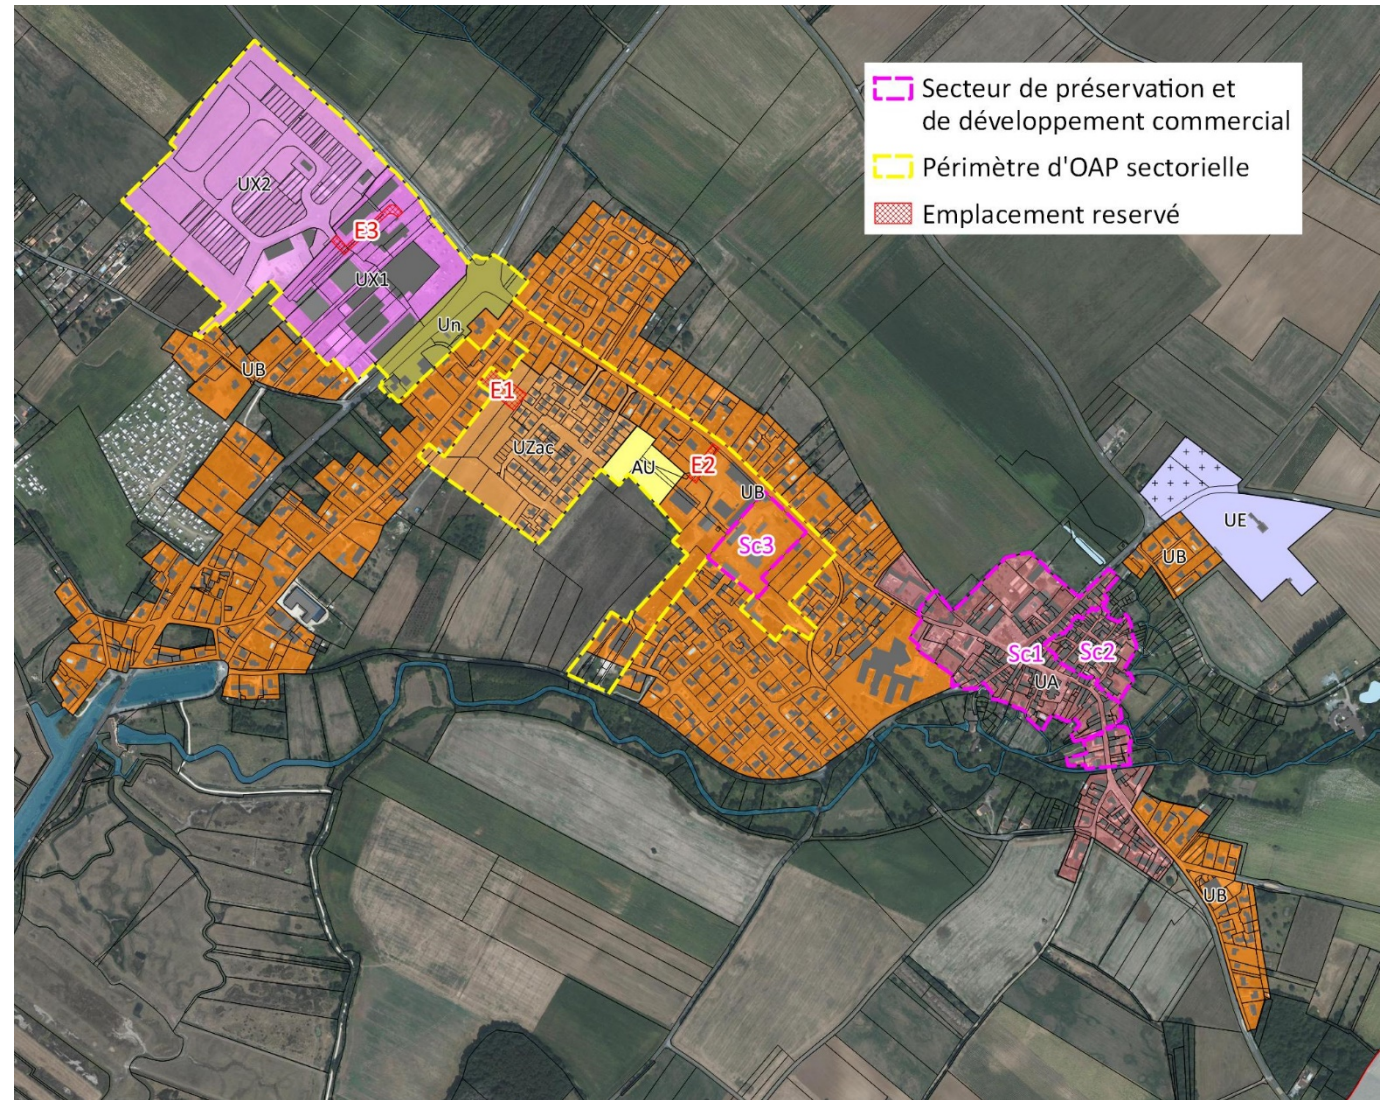 Secteur de préservation et
de développement commercial
Périmètre d'OAP sectorielle
Emplacement reservé
UX2
E3
UX1
Un
UB
E1
UZac
AU
E2
UB
Sc3
UE
UB
Sc1
Sc2
UA
UB